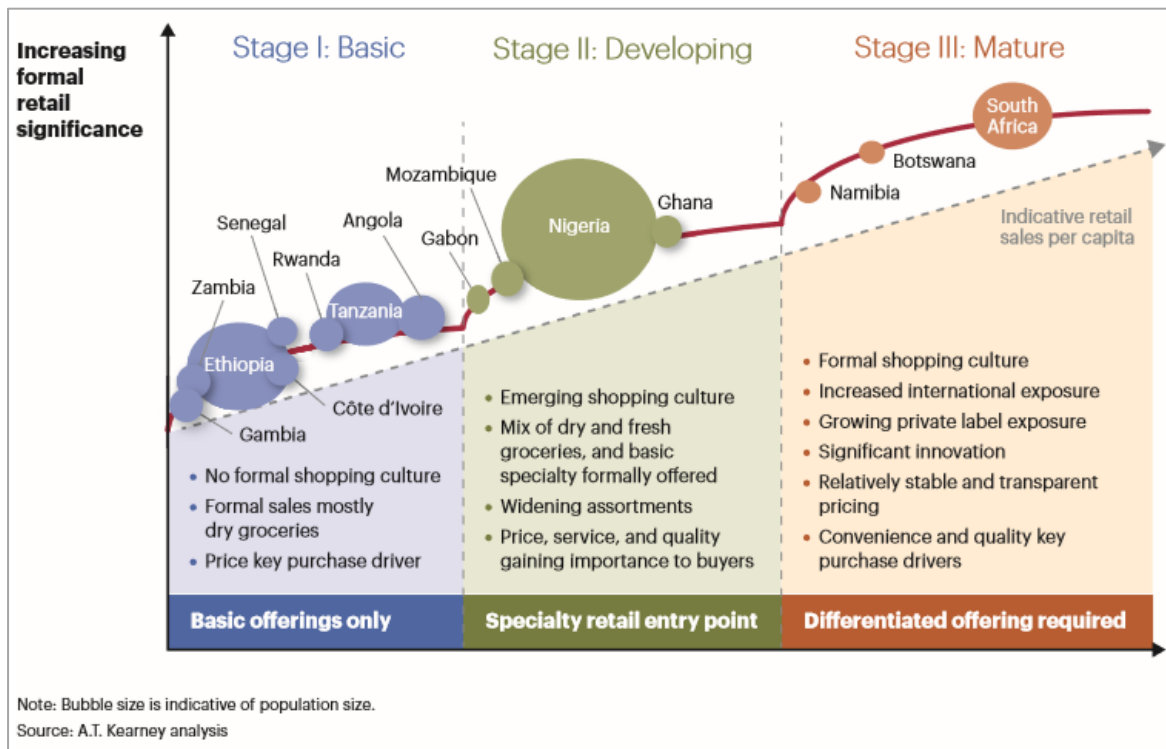 Increasing
formal
retail
significance
Stage I: Basic
Stage II: Developing
Stage III: Mature
South
Africa
Botswana
Namibia
Mozambique
Ghana
Nigeria
Senegal
Angola
Gabon
Rwanda
Zambia
Tanzania
Ethiopia
Côte d’Ivoire
Gambia
Indicative retail
sales per capita
• No formal shopping culture
• Formal sales mostly
dry groceries
• Price key purchase driver
• Emerging shopping culture
• Mix of dry and fresh
groceries, and basic
specialty formally offered
• Widening assortments
• Price, service, and quality
gaining importance to buyers
• Formal shopping culture
• Increased international exposure
• Growing private label exposure
• Significant innovation
• Relatively stable and transparent
pricing
• Convenience and quality key
purchase drivers
Basic offerings only
Specialty retail entry point
Differentiated offering required
Note: Bubble size is indicative of population size.
Source: A.T. Kearney analysis